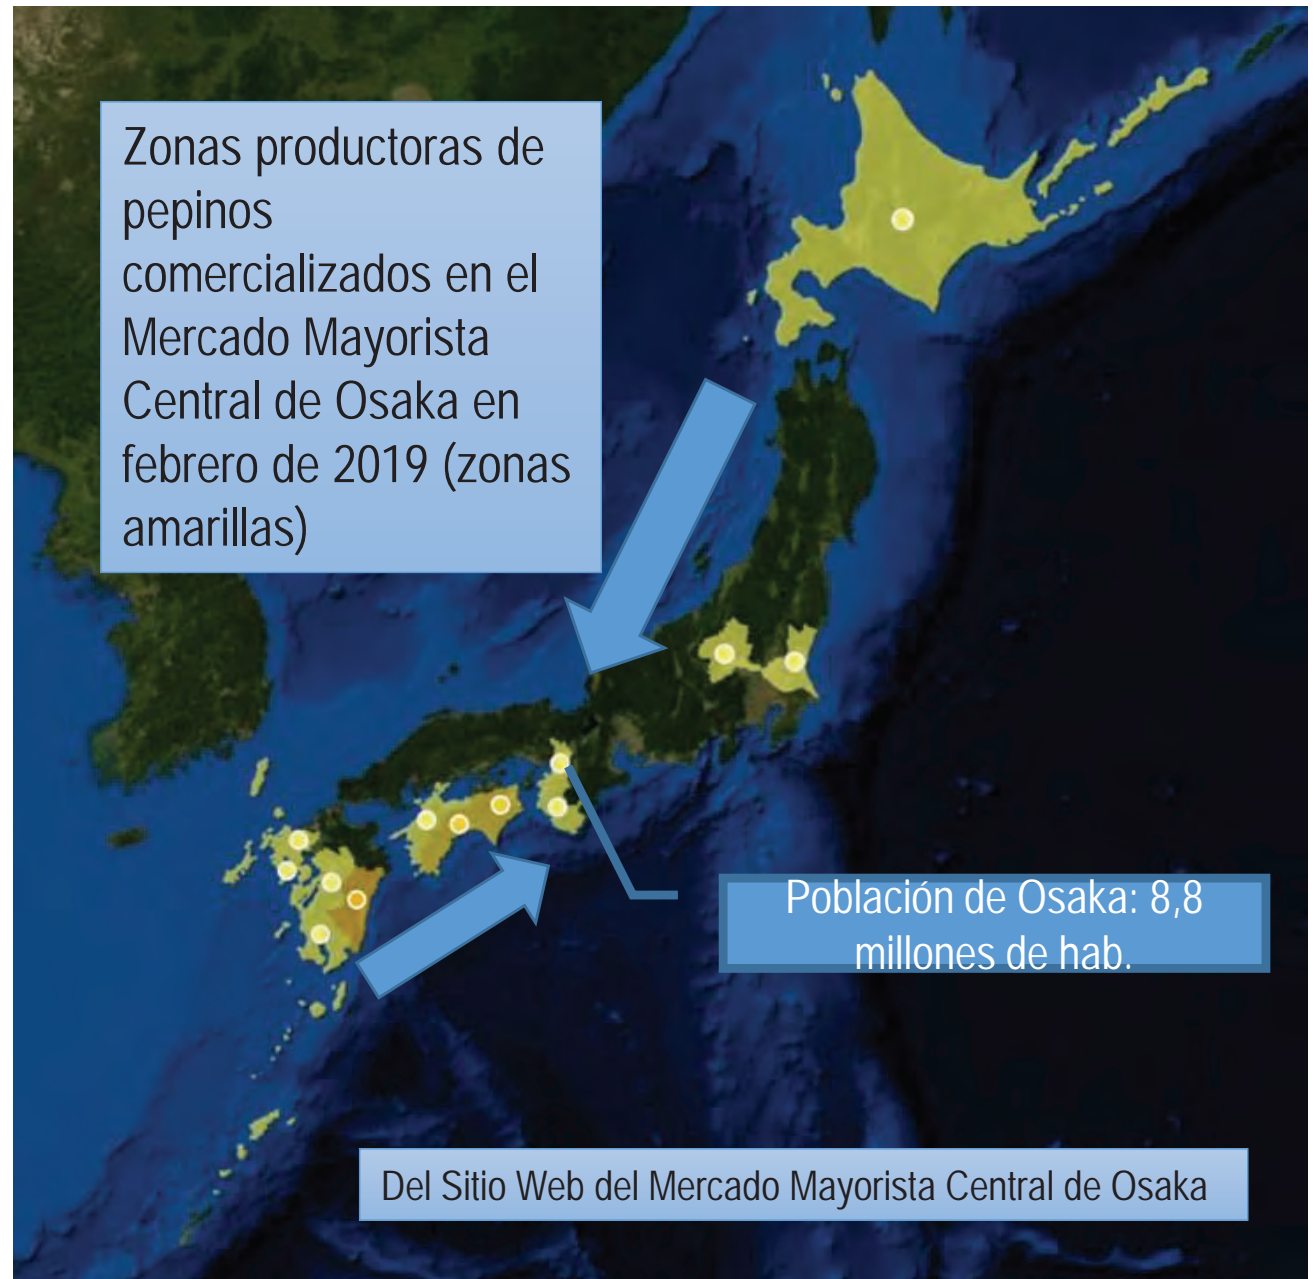 Zonas productoras de
pepinos
comercializados en el
Mercado Mayorista
Central de Osaka en
febrero de 2019 (zonas
amarillas)
Población de Osaka: 8,8
millones de hab.
Del Sitio Web del Mercado Mayorista Central de Osaka